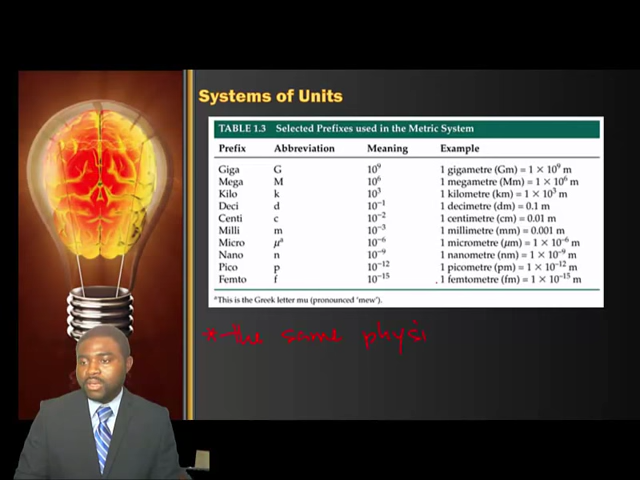 Systems of Units
TABLE 1.3 Selected Prefixes used in the Metric System
Prefix Abbreviation Meaning Example
Giga G 10⁹ 1 gigametre (Gm) = 1 × 10⁹ m
Mega M 10⁶ 1 megametre (Mm) = 1 × 10⁶ m
Kilo k 10³ 1 kilometre (km) = 1 × 10³ m
Deci d 10⁻¹ 1 decimetre (dm) = 0.1 m
Centi c 10⁻² 1 centimetre (cm) = 0.01 m
Milli m 10⁻³ 1 millimetre (mm) = 0.001 m
Micro μᵃ 10⁻⁶ 1 micrometre (μm) = 1 × 10⁻⁶ m
Nano n 10⁻⁹ 1 nanometre (nm) = 1 × 10⁻⁹ m
Pico p 10⁻¹² 1 picometre (pm) = 1 × 10⁻¹² m
Femto f 10⁻¹⁵ 1 femtometre (fm) = 1 × 10⁻¹⁵ m
ᵃThis is the Greek letter mu (pronounced ‘mew’).
*the same physi